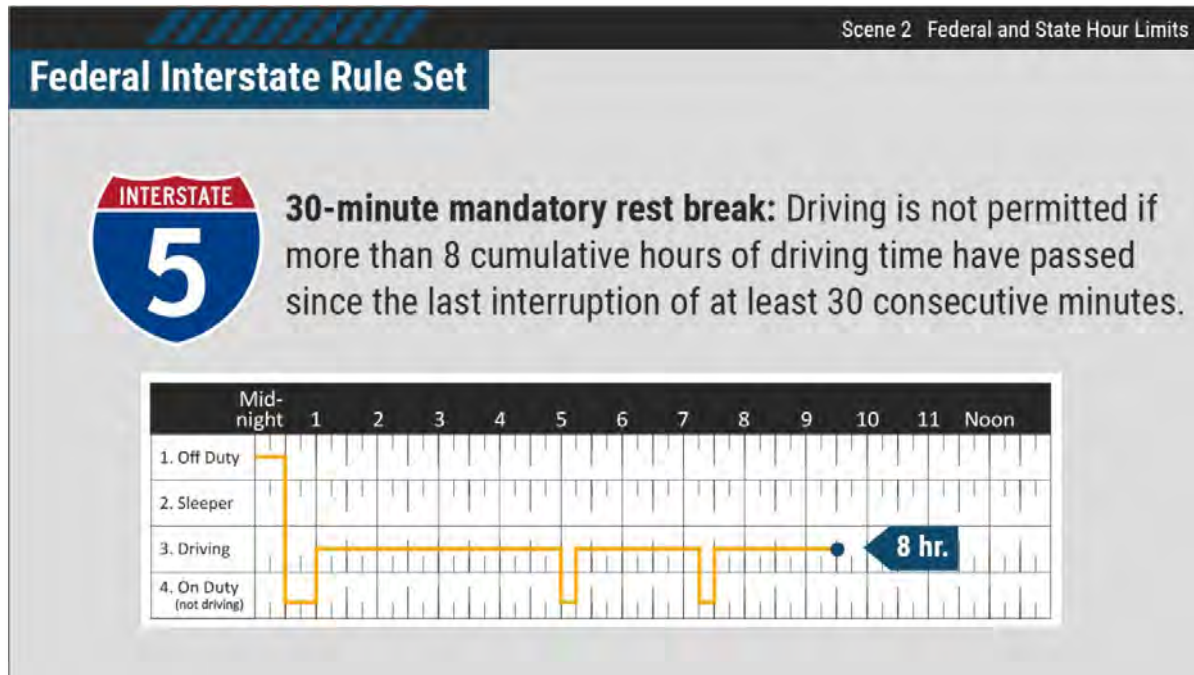 Scene 2 Federal and State Hour Limits
Federal Interstate Rule Set
INTERSTATE
5
30-minute mandatory rest break: Driving is not permitted if
more than 8 cumulative hours of driving time have passed
since the last interruption of at least 30 consecutive minutes.
Mid-
night 1 2 3 4 5 6 7 8 9 10 11 Noon
1. Off Duty
2. Sleeper
3. Driving
8 hr.
4. On Duty
(not driving)